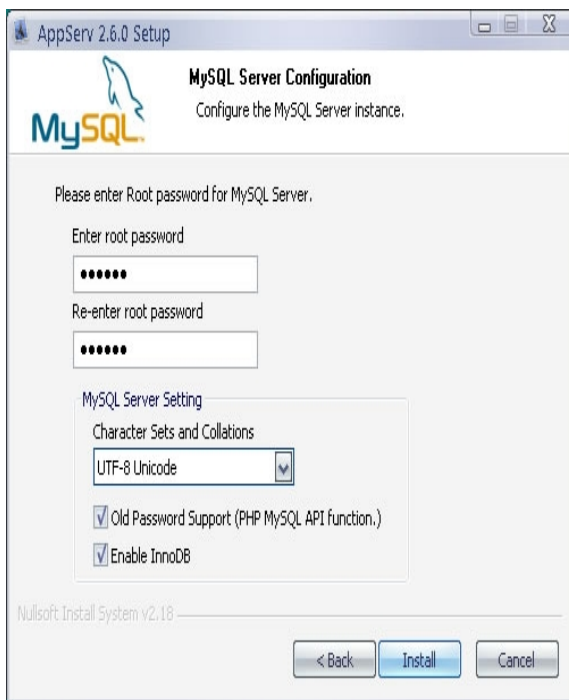 AppServ 2.6.0 Setup
MySQL Server Configuration
Configure the MySQL Server instance.
MySQL
Please enter Root password for MySQL Server.
Enter root password
••••••
Re-enter root password
••••••
MySQL Server Setting
Character Sets and Collations
UTF-8 Unicode
Old Password Support (PHP MySQL API function.)
Enable InnoDB
Nullsoft Install System v2.18
< Back Install Cancel